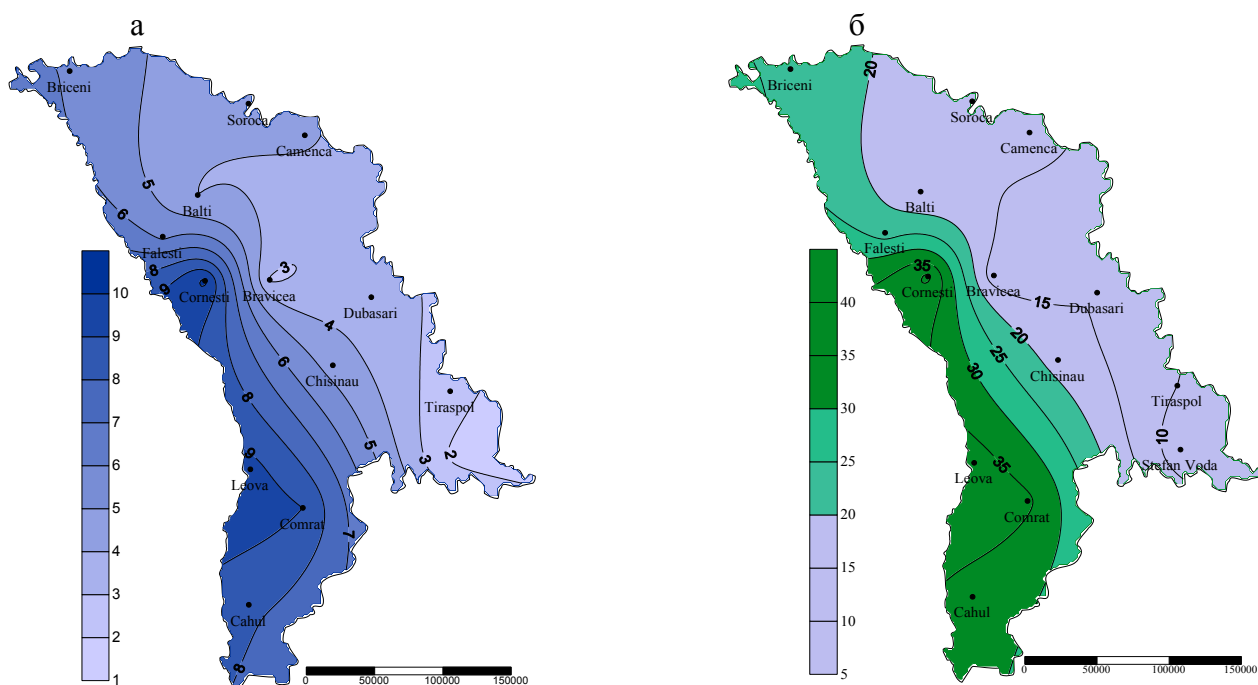 а
Briceni
Soroca
Camenca
5
Balti
6
Falesti
8
9
Cornesti
3
Bravicea
Dubasari
4
6
Chisinau
8
Tiraspol
5
3
2
9
Leova
Comrat
7
Cahul
8
10
9
8
7
6
5
4
3
2
1
0
50000
100000
150000
б
20
Briceni
Soroca
Camenca
Balti
Falesti
35
Cornesti
Bravicea
15
Dubasari
20
25
30
Chisinau
Tiraspol
10
Stefan Voda
35
Leova
Comrat
Cahul
40
35
30
25
20
15
10
5
0
50000
100000
150000